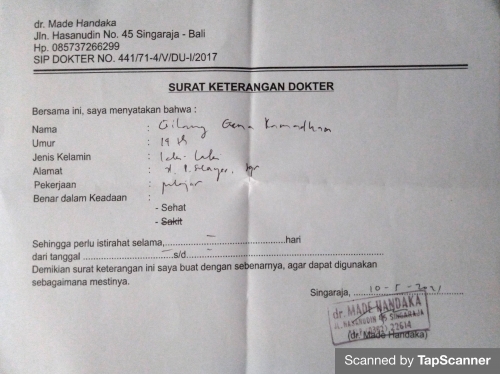 dr. Made Handaka
Jln. Hasanudin No. 45 Singaraja - Bali
Hp. 085737266299
SIP DOKTER NO. 441/71-4/V/DU-I/2017
SURAT KETERANGAN DOKTER
Bersama ini, saya menyatakan bahwa :
Nama : Gilang Gema Ramadhan
Umur : 19 th
Jenis Kelamin : laki-laki
Alamat :
Pekerjaan : pelajar
Benar dalam Keadaan :
- Sehat
- Sakit
Sehingga perlu istirahat selama,.....................–.....................hari
dari tanggal .....................–.....................s/d.....................–.....................
Demikian surat keterangan ini saya buat dengan sebenarnya, agar dapat digunakan
sebagaimana mestinya.
Singaraja, 10-5-2021
dr. MADE HANDAKA
JL. HASANUDIN 45 SINGARAJA
(0362) 22614
(dr. Made Handaka)
Scanned by TapScanner